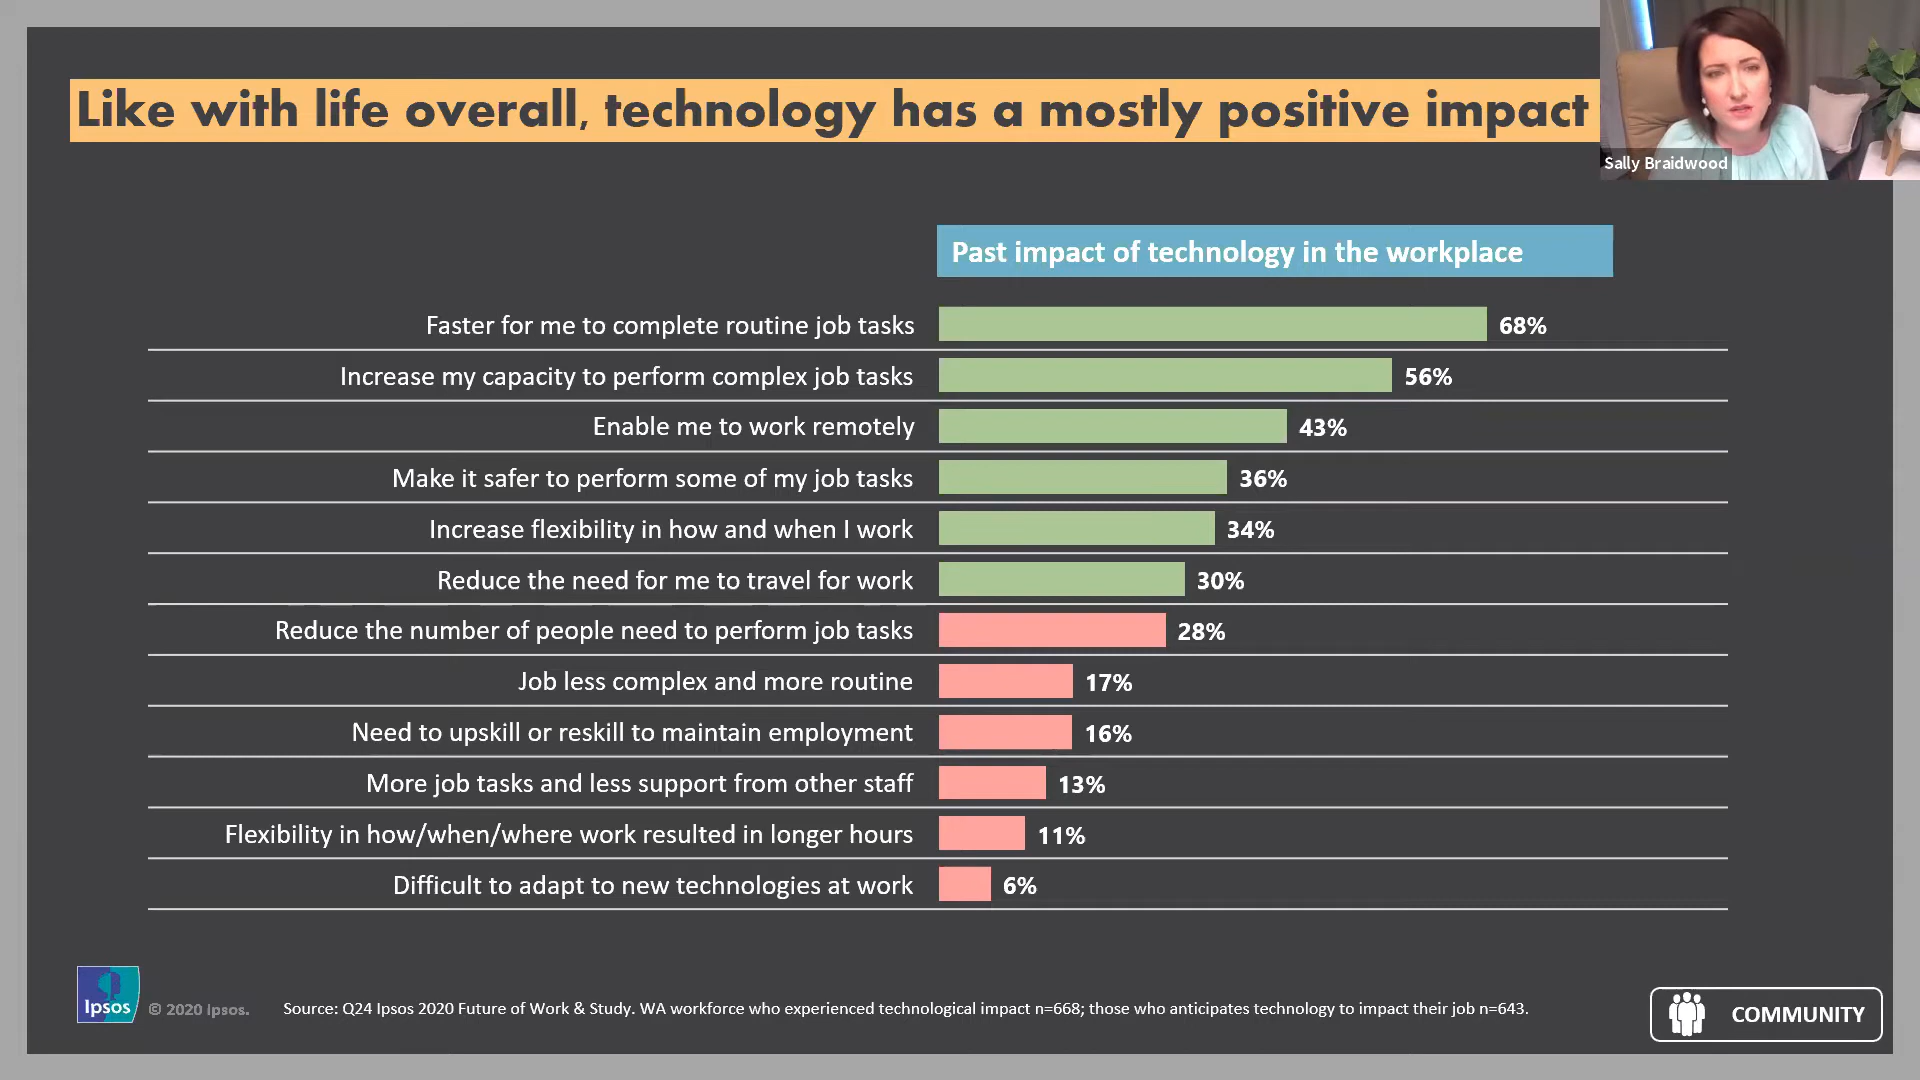 Like with life overall, technology has a mostly positive impact
Sally Braidwood
Past impact of technology in the workplace
Faster for me to complete routine job tasks 68%
Increase my capacity to perform complex job tasks 56%
Enable me to work remotely 43%
Make it safer to perform some of my job tasks 36%
Increase flexibility in how and when I work 34%
Reduce the need for me to travel for work 30%
Reduce the number of people need to perform job tasks 28%
Job less complex and more routine 17%
Need to upskill or reskill to maintain employment 16%
More job tasks and less support from other staff 13%
Flexibility in how/when/where work resulted in longer hours 11%
Difficult to adapt to new technologies at work 6%
Ipsos
© 2020 Ipsos.
Source: Q24 Ipsos 2020 Future of Work & Study. WA workforce who experienced technological impact n=668; those who anticipates technology to impact their job n=643.
COMMUNITY